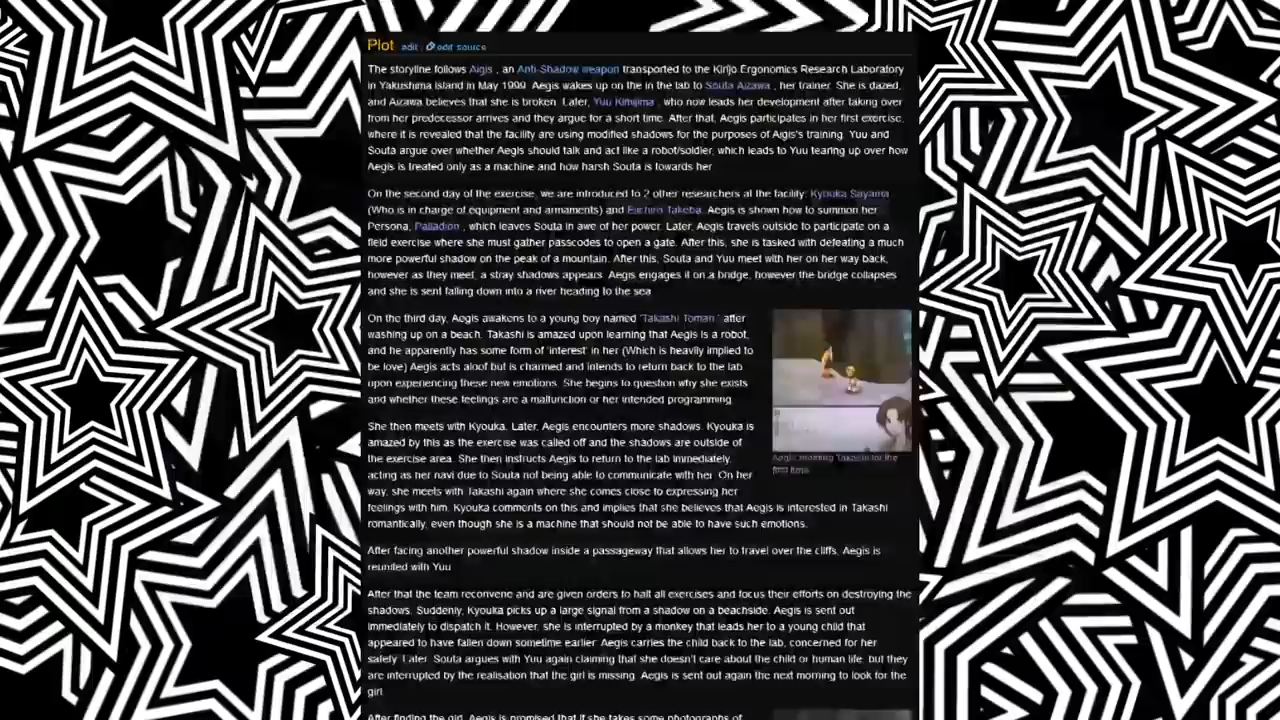 Plot edit edit source
The storyline follows Aigis , an Anti-Shadow weapon transported to the Kirijo Ergonomics Research Laboratory
in Yakushima island in May 1999. Aegis wakes up on the in the lab to Souta Aizawa , her trainer. She is dazed,
and Aizawa believes that she is broken. Later, Yuu Kimijima , who now leads her development after taking over
from her predecessor arrives and they argue for a short time. After that, Aegis participates in her first exercise,
where it is revealed that the facility are using modified shadows for the purposes of Aigis's training. Yuu and
Souta argue over whether Aegis should talk and act like a robot/soldier, which leads to Yuu tearing up over how
Aegis is treated only as a machine and how harsh Souta is towards her
On the second day of the exercise, we are introduced to 2 other researchers at the facility: Kyouka Sayama
(Who is in charge of equipment and armaments) and Eiichiro Takeba. Aegis is shown how to summon her
Persona, Palladion , which leaves Souta in awe of her power. Later, Aegis travels outside to participate on a
field exercise where she must gather passcodes to open a gate. After this, she is tasked with defeating a much
more powerful shadow on the peak of a mountain. After this, Souta and Yuu meet with her on her way back,
however as they meet, a stray shadows appears. Aegis engages it on a bridge, however the bridge collapses
and she is sent falling down into a river heading to the sea
On the third day, Aegis awakens to a young boy named 'Takashi Tomari ' after
washing up on a beach. Takashi is amazed upon learning that Aegis is a robot,
and he apparently has some form of 'interest' in her (Which is heavily implied to
be love) Aegis acts aloof but is charmed and intends to return back to the lab
upon experiencing these new emotions. She begins to question why she exists
and whether these feelings are a malfunction or her intended programming.
Aegis meeting Takashi for the
first time.
She then meets with Kyouka. Later, Aegis encounters more shadows. Kyouka is
amazed by this as the exercise was called off and the shadows are outside of
the exercise area. She then instructs Aegis to return to the lab immediately,
acting as her navi due to Souta not being able to communicate with her. On her
way, she meets with Takashi again where she comes close to expressing her
feelings with him. Kyouka comments on this and implies that she believes that Aegis is interested in Takashi
romantically, even though she is a machine that should not be able to have such emotions.
After facing another powerful shadow inside a passageway that allows her to travel over the cliffs, Aegis is
reunited with Yuu
After that the team reconvene and are given orders to halt all exercises and focus their efforts on destroying the
shadows. Suddenly, Kyouka picks up a large signal from a shadow on a beachside. Aegis is sent out
immediately to dispatch it. However, she is interrupted by a monkey that leads her to a young child that
appeared to have fallen down sometime earlier. Aegis carries the child back to the lab, concerned for her
safety. Later, Souta argues with Yuu again claiming that she doesn't care about the child or human life, but they
are interrupted by the realisation that the girl is missing. Aegis is sent out again the next morning to look for the
girl.
After finding the girl, Aegis is promised that if she takes some photographs of